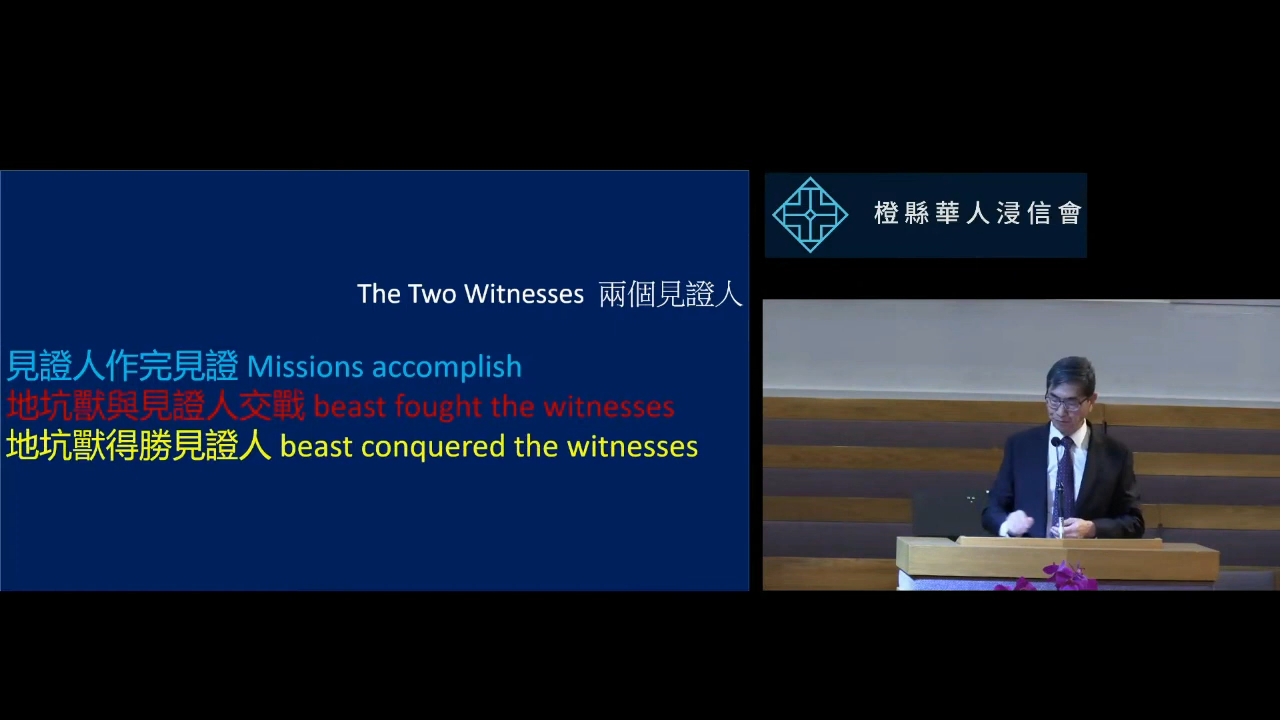 The Two Witnesses 兩個見證人
見證人作完見證 Missions accomplish
地坑獸與見證人交戰 beast fought the witnesses
地坑獸得勝見證人 beast conquered the witnesses
橙縣華人浸信會